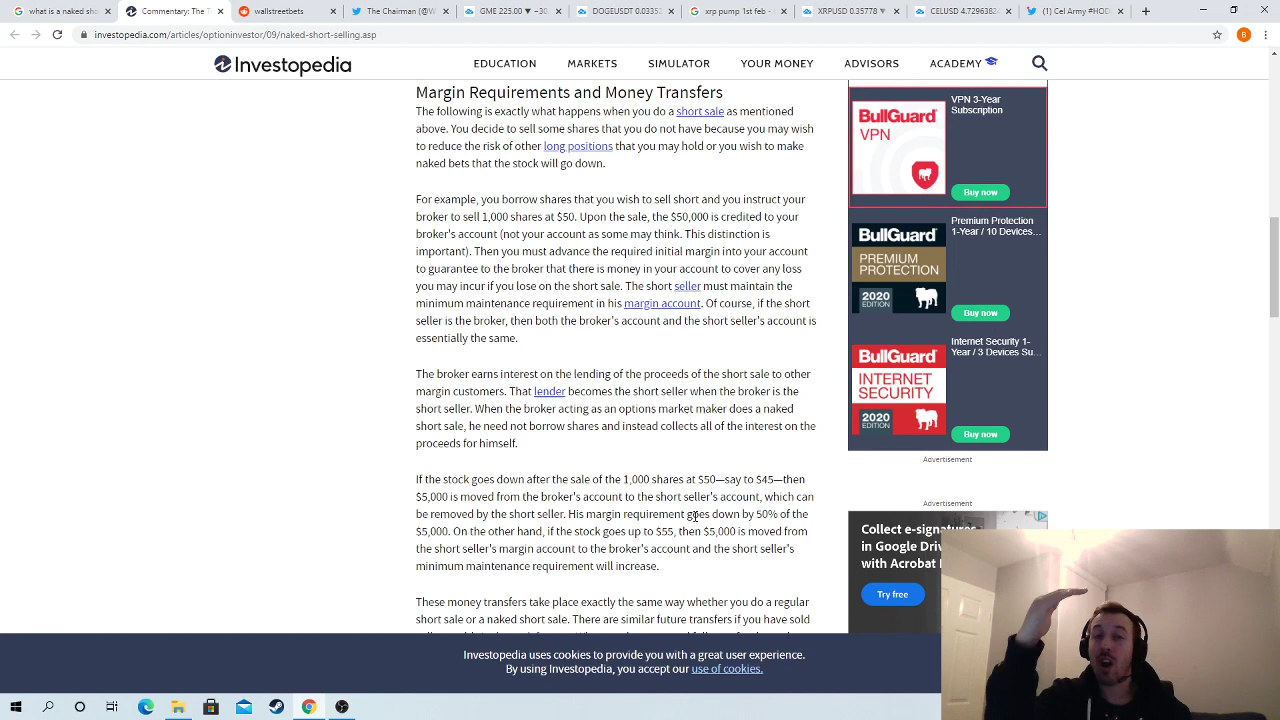 what is a naked sho
Commentary: The T
wallstreetbets
The Chairman (@W
GME 225.00 ▼ −30
DOGEUSDT 0.0335
xrp pump 1st feb -
XRPUSD 0.35778 ▼
CELUSD 4.7296382
(1) Cel Army #HOD
investopedia.com/articles/optioninvestor/09/naked-short-selling.asp
B
Investopedia
EDUCATION
MARKETS
SIMULATOR
YOUR MONEY
ADVISORS
ACADEMY
Margin Requirements and Money Transfers
The following is exactly what happens when you do a short sale as mentioned
above. You decide to sell some shares that you do not have because you may wish
to reduce the risk of other long positions that you may hold or you wish to make
naked bets that the stock will go down.
For example, you borrow shares that you wish to sell short and you instruct your
broker to sell 1,000 shares at $50. Upon the sale, the $50,000 is credited to your
broker's account (not your account as some may think. This distinction is
important). Then you must advance the required initial margin into your account
to guarantee to the broker that there is money in your account to cover any loss
you may incur if you lose on the short sale. The short seller must maintain the
minimum maintenance requirement in his margin account. Of course, if the short
seller is the broker, then both the broker's account and the short seller's account is
essentially the same.
The broker earns interest on the lending of the proceeds of the short sale to other
margin customers. That lender becomes the short seller when the broker is the
short seller. When the broker acting as an options market maker does a naked
short sale, he need not borrow shares and instead collects all of the interest on the
proceeds for himself.
If the stock goes down after the sale of the 1,000 shares at $50—say to $45—then
$5,000 is moved from the broker's account to the short seller's account, which can
be removed by the short seller. His margin requirement goes down by 50% of the
$5,000. On the other hand, if the stock goes up to $55, then $5,000 is moved from
the short seller's margin account to the broker's account and the short seller's
minimum maintenance requirement will increase.
These money transfers take place exactly the same way whether you do a regular
short sale or a naked short sale. There are similar future transfers if you have sold
BullGuard
VPN
VPN 3-Year
Subscription
Buy now
BullGuard
PREMIUM
PROTECTION
2020
EDITION
Premium Protection
1-Year / 10 Devices…
Buy now
BullGuard
INTERNET
SECURITY
2020
EDITION
Internet Security 1-
Year / 3 Devices Su…
Buy now
Advertisement
Advertisement
Collect e-signatures
in Google Driv
with Acrobat
Try free
Investopedia uses cookies to provide you with a great user experience.
By using Investopedia, you accept our use of cookies.